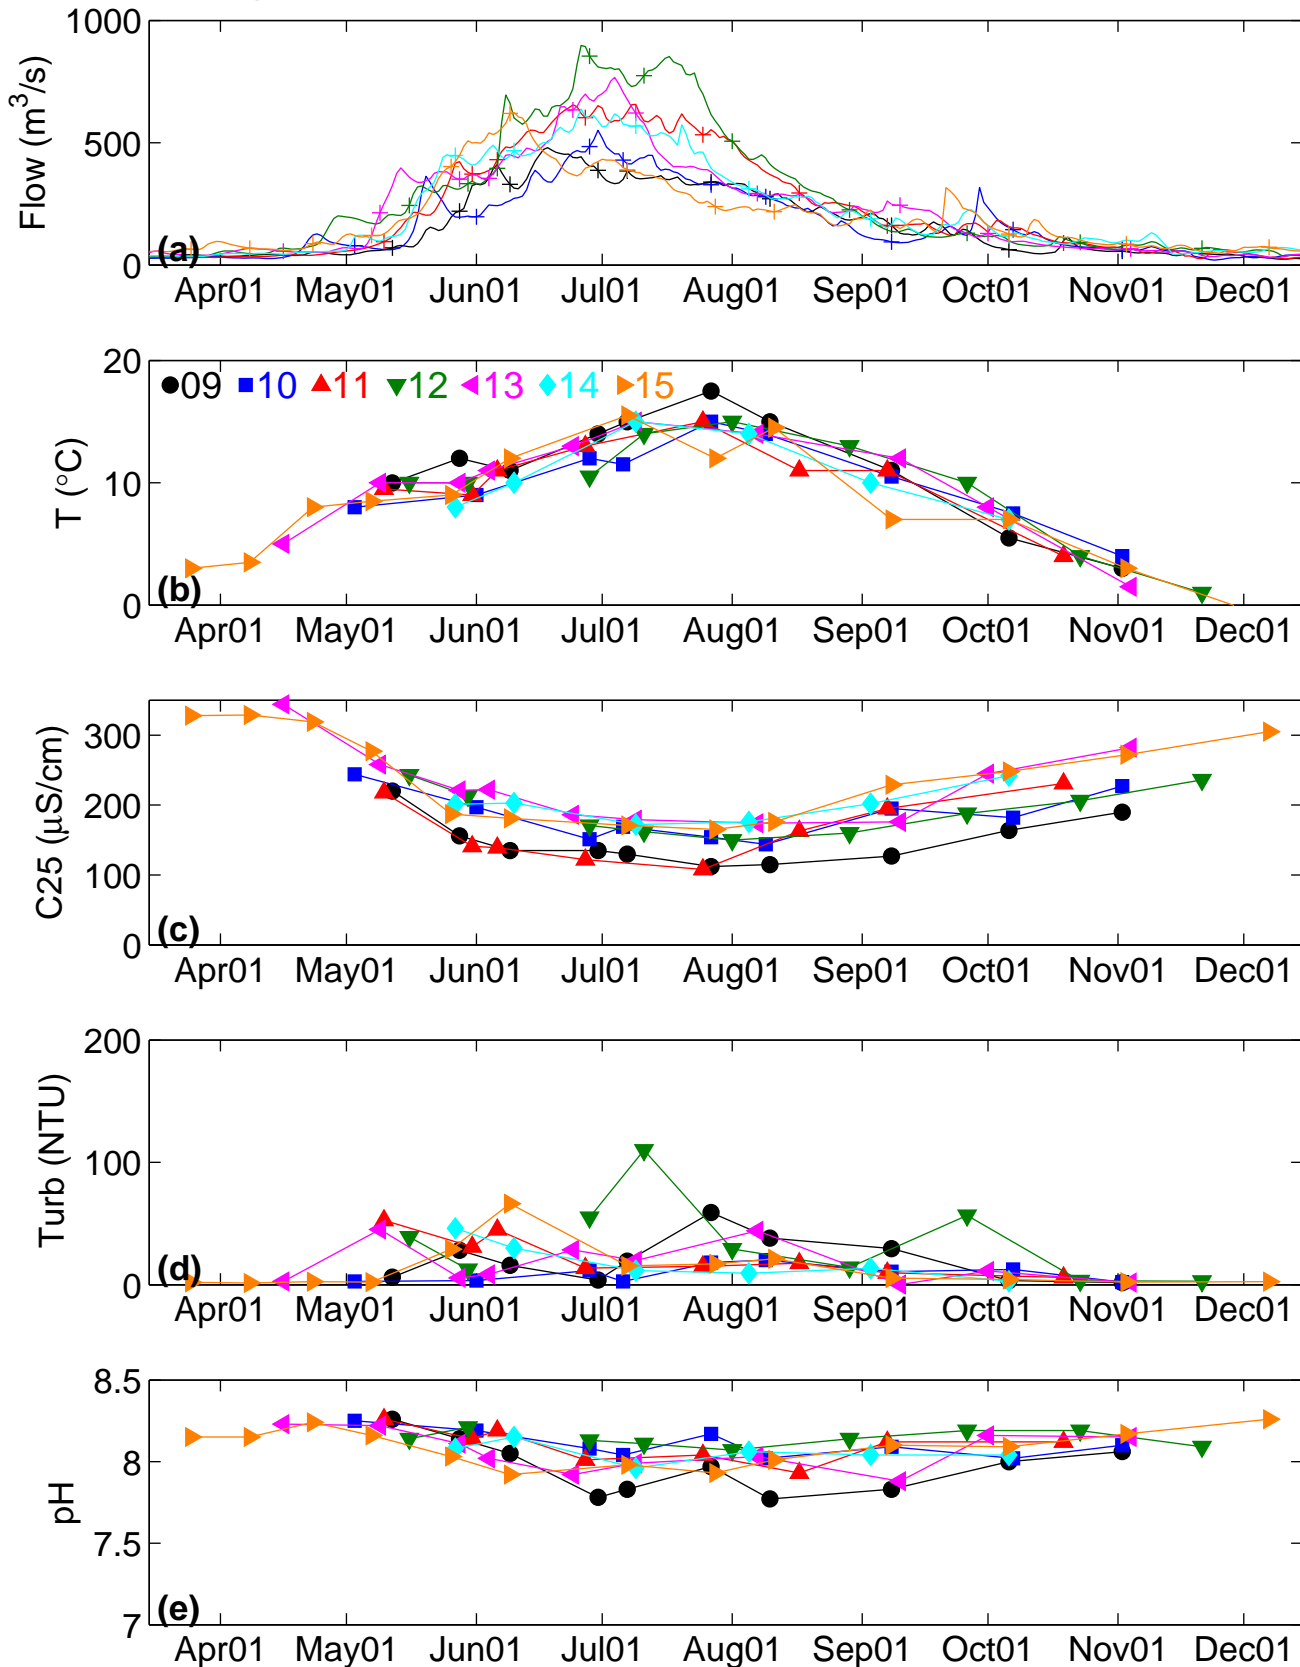 1000
500
0
Flow (m³/s)
(a)
Apr01 May01 Jun01 Jul01 Aug01 Sep01 Oct01 Nov01 Dec01
20
10
0
T (°C)
09 10 11 12 13 14 15
(b)
Apr01 May01 Jun01 Jul01 Aug01 Sep01 Oct01 Nov01 Dec01
300
200
100
0
C25 (µS/cm)
(c)
Apr01 May01 Jun01 Jul01 Aug01 Sep01 Oct01 Nov01 Dec01
200
100
0
Turb (NTU)
(d)
Apr01 May01 Jun01 Jul01 Aug01 Sep01 Oct01 Nov01 Dec01
8.5
8
7.5
7
pH
(e)
Apr01 May01 Jun01 Jul01 Aug01 Sep01 Oct01 Nov01 Dec01